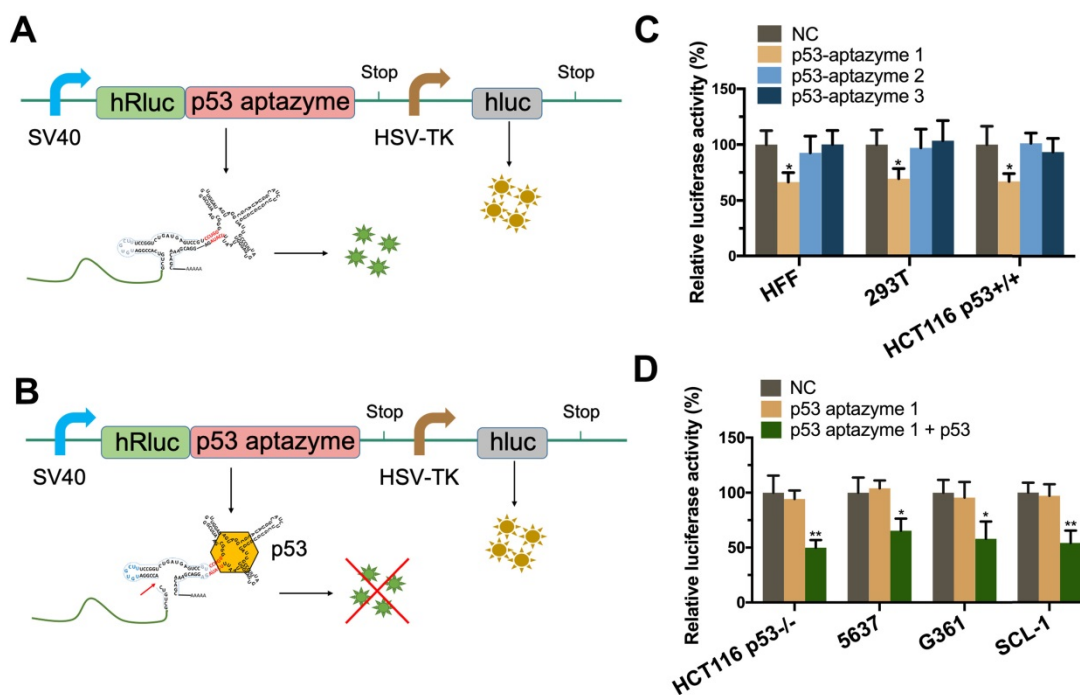 A
Stop
Stop
hRluc
p53 aptazyme
hluc
SV40
HSV-TK
AAAAA
B
Stop
Stop
hRluc
p53 aptazyme
hluc
SV40
HSV-TK
p53
AAAAA
C
NC
p53-aptazyme 1
p53-aptazyme 2
p53-aptazyme 3
Relative luciferase activity (%)
150
100
50
0
*
*
*
HFF
293T
HCT116 p53+/+
D
NC
p53 aptazyme 1
p53 aptazyme 1 + p53
Relative luciferase activity (%)
150
100
50
0
**
*
*
**
HCT116 p53-/-
5637
G361
SCL-1